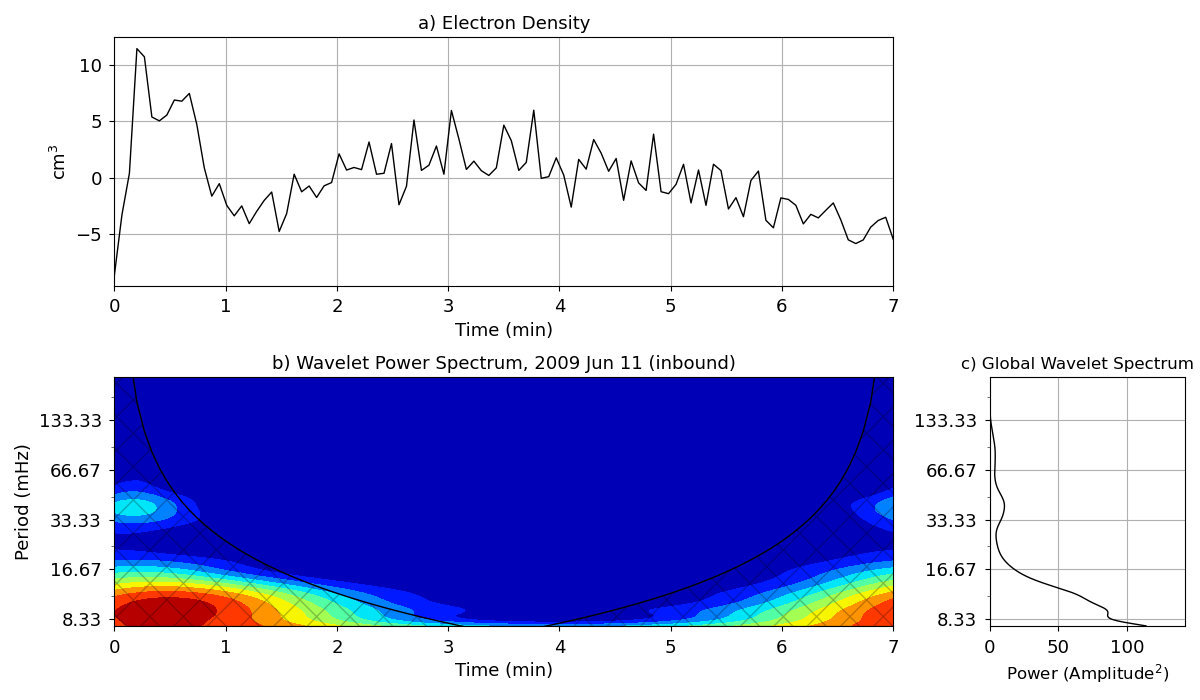 a) Electron Density
10
5
0
−5
cm³
0 1 2 3 4 5 6 7
Time (min)
b) Wavelet Power Spectrum, 2009 Jun 11 (inbound)
133.33
66.67
33.33
16.67
8.33
Period (mHz)
0 1 2 3 4 5 6 7
Time (min)
c) Global Wavelet Spectrum
133.33
66.67
33.33
16.67
8.33
0 50 100
Power (Amplitude²)